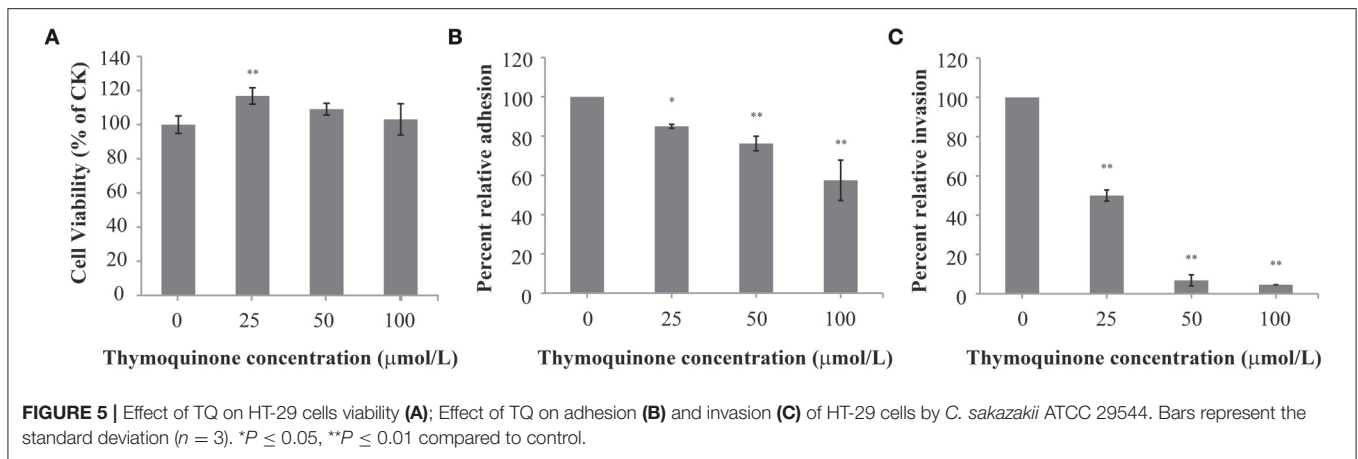 A
Cell Viability (% of CK)
140
120
100
80
60
40
20
0
**
0 25 50 100
Thymoquinone concentration (μmol/L)
B
Percent relative adhesion
120
100
80
60
40
20
0
*
**
**
0 25 50 100
Thymoquinone concentration (μmol/L)
C
Percent relative invasion
120
100
80
60
40
20
0
**
**
**
0 25 50 100
Thymoquinone concentration (μmol/L)
FIGURE 5 | Effect of TQ on HT-29 cells viability (A); Effect of TQ on adhesion (B) and invasion (C) of HT-29 cells by C. sakazakii ATCC 29544. Bars represent the
standard deviation (n = 3). *P ≤ 0.05, **P ≤ 0.01 compared to control.